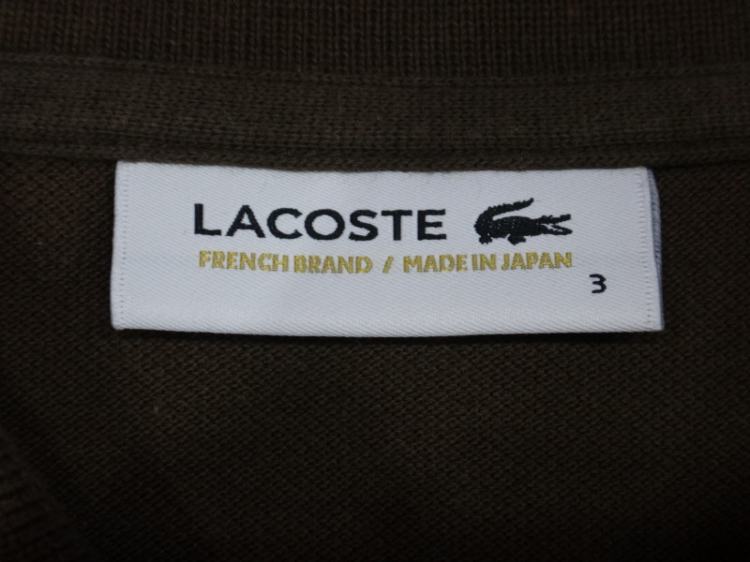 LACOSTE
FRENCH BRAND / MADE IN JAPAN
3